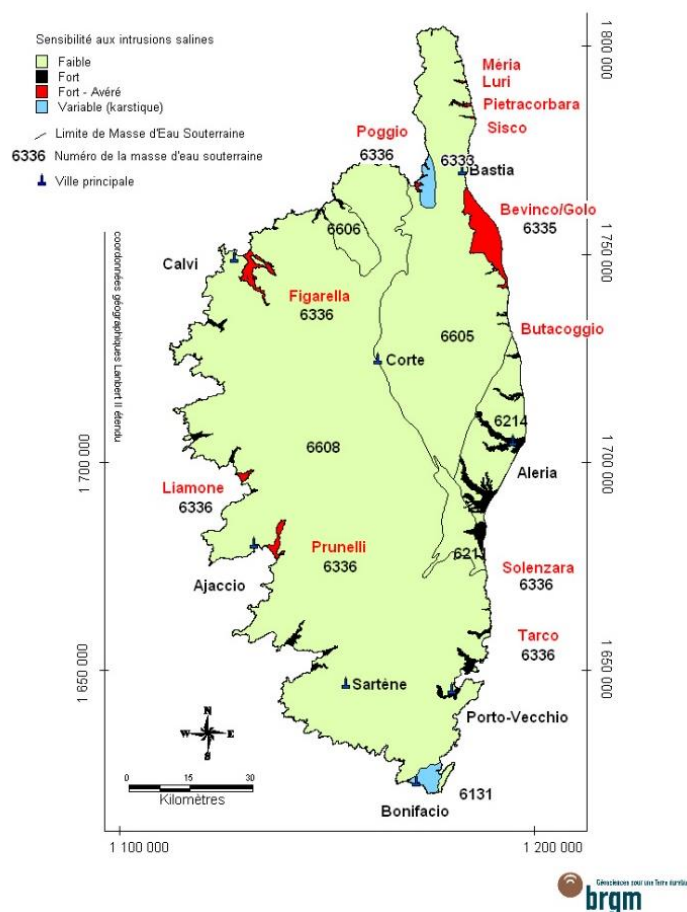 Sensibilité aux intrusions salines
Faible
Fort
Fort - Avéré
Variable (karstique)
Limite de Masse d'Eau Souterraine
6336 Numéro de la masse d'eau souterraine
Ville principale
1 800 000
Méria
Luri
Pietracorbara
Sisco
Poggio
6336
6333
Bastia
Bevinco/Golo
6335
6606
1 750 000
coordonnées géographiques Lambert II étendu
Calvi
Figarella
6336
Butacoggio
6605
Corte
6214
6608
1 700 000
1 700 000
Aleria
Liamone
6336
Prunelli
6336
Ajaccio
Solenzara
6336
Tarco
6336
1 650 000
1 650 000
Sartène
Porto-Vecchio
N
W E
S
0 15 30
Kilomètres
6131
Bonifacio
1 100 000
1 200 000
Géosciences pour une Terre
brgm